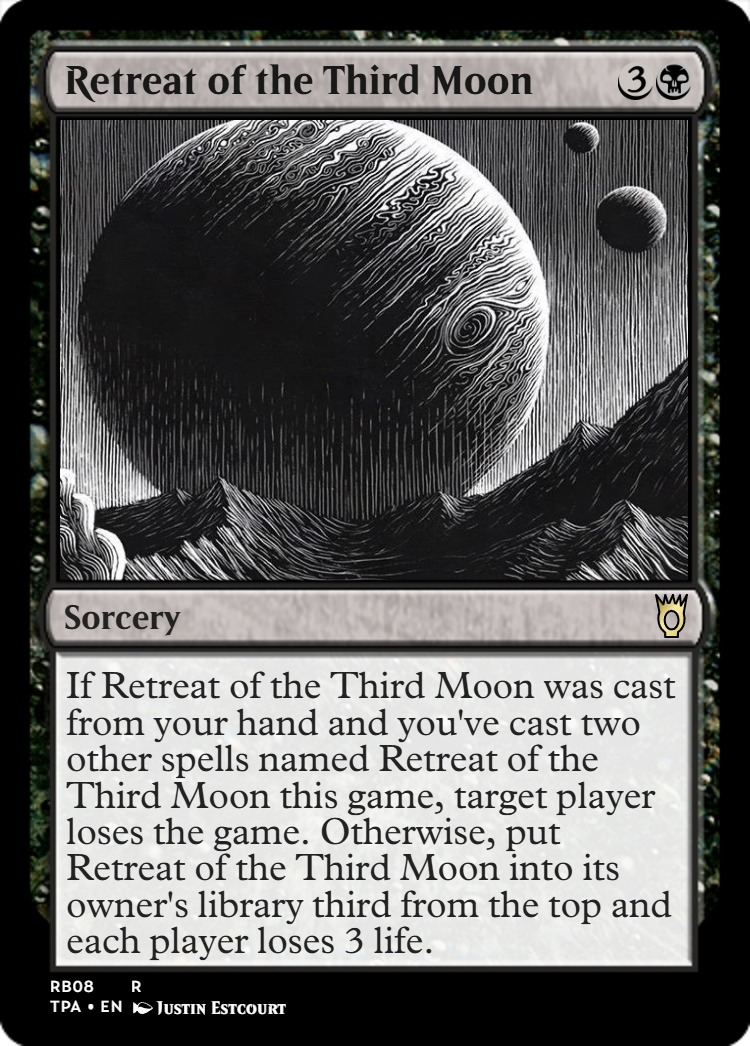 Retreat of the Third Moon 3
Sorcery
If Retreat of the Third Moon was cast
from your hand and you've cast two
other spells named Retreat of the
Third Moon this game, target player
loses the game. Otherwise, put
Retreat of the Third Moon into its
owner's library third from the top and
each player loses 3 life.
RB08 R
TPA • EN Justin Estcourt